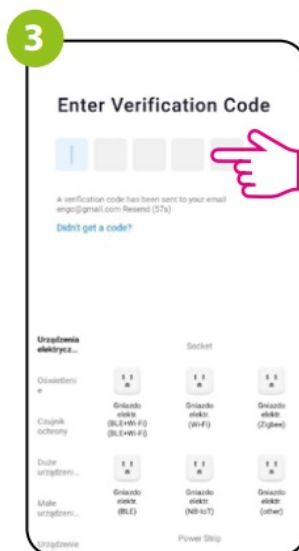 3
Enter Verification Code
A verification code has been sent to your email
engo@gmail.com Resend (57s)
Didn't get a code?
Urządzenia
elektrycz...
Socket
Oświetleni
e
Gniazdo
elektr.
(BLE+Wi-Fi)
(BLE+Wi-Fi)
Gniazdo
elektr.
(Wi-Fi)
Gniazdo
elektr.
(Zigbee)
Czujnik
ochrony
Duże
urządzeni...
Gniazdo
elektr.
(BLE)
Gniazdo
elektr.
(NB-IoT)
Gniazdo
elektr.
(other)
Małe
urządzeni...
Urządzenie
Power Strip